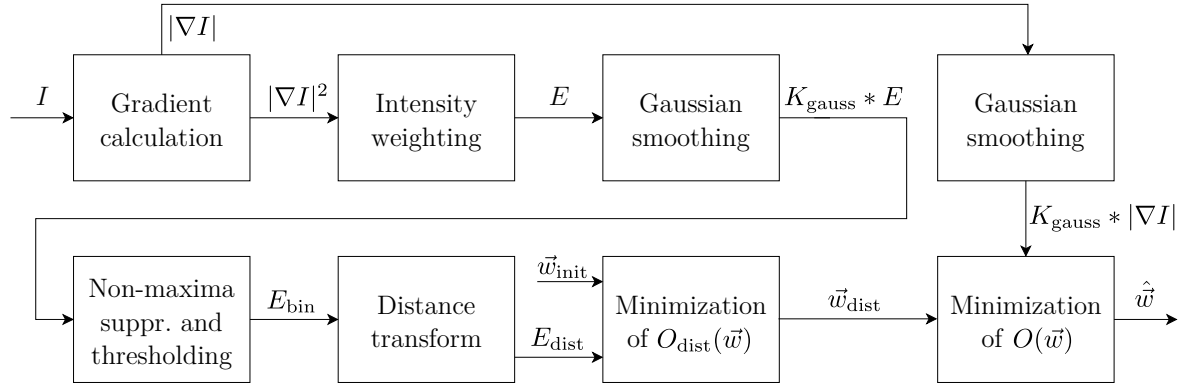 |∇I|
I
Gradient
calculation
|∇I|²
Intensity
weighting
E
Gaussian
smoothing
K_gauss ∗ E
Gaussian
smoothing
K_gauss ∗ |∇I|
Non-maxima
suppr. and
thresholding
E_bin
Distance
transform
w⃗_init
E_dist
Minimization
of O_dist(w⃗)
w⃗_dist
Minimization
of O(w⃗)
ŵ⃗